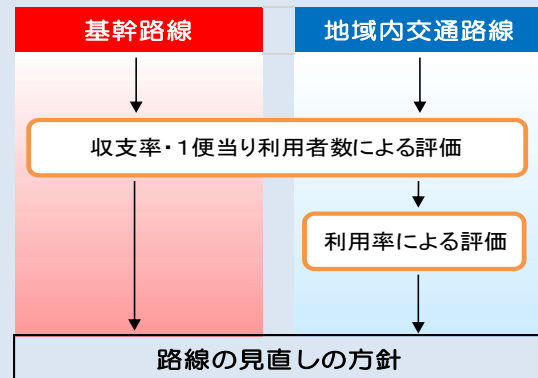 基幹路線
地域内交通路線
収支率・１便当り利用者数による評価
利用率による評価
路線の見直しの方針